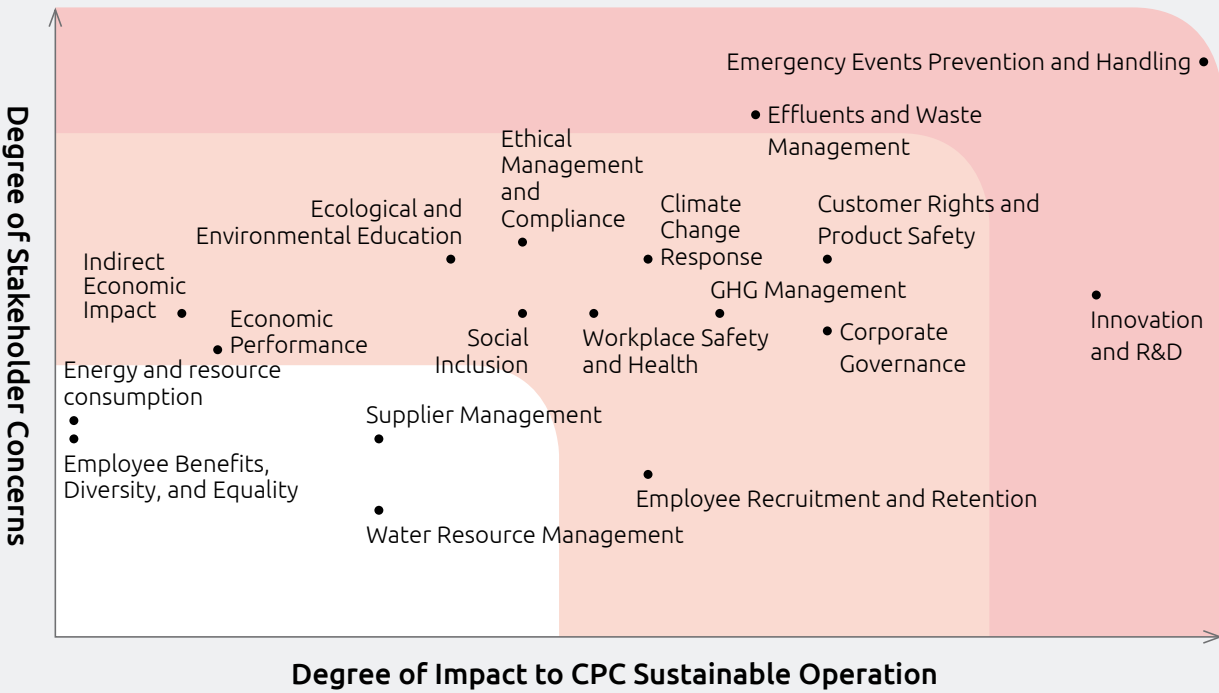 Degree of Stakeholder Concerns
Emergency Events Prevention and Handling
Effluents and Waste
Management
Ethical
Management
and
Compliance
Ecological and
Environmental Education
Climate
Change
Response
Customer Rights and
Product Safety
Indirect
Economic
Impact
GHG Management
Economic
Performance
Social
Inclusion
Workplace Safety
and Health
Corporate
Governance
Innovation
and R&D
Energy and resource
consumption
Supplier Management
Employee Benefits,
Diversity, and Equality
Employee Recruitment and Retention
Water Resource Management
Degree of Impact to CPC Sustainable Operation